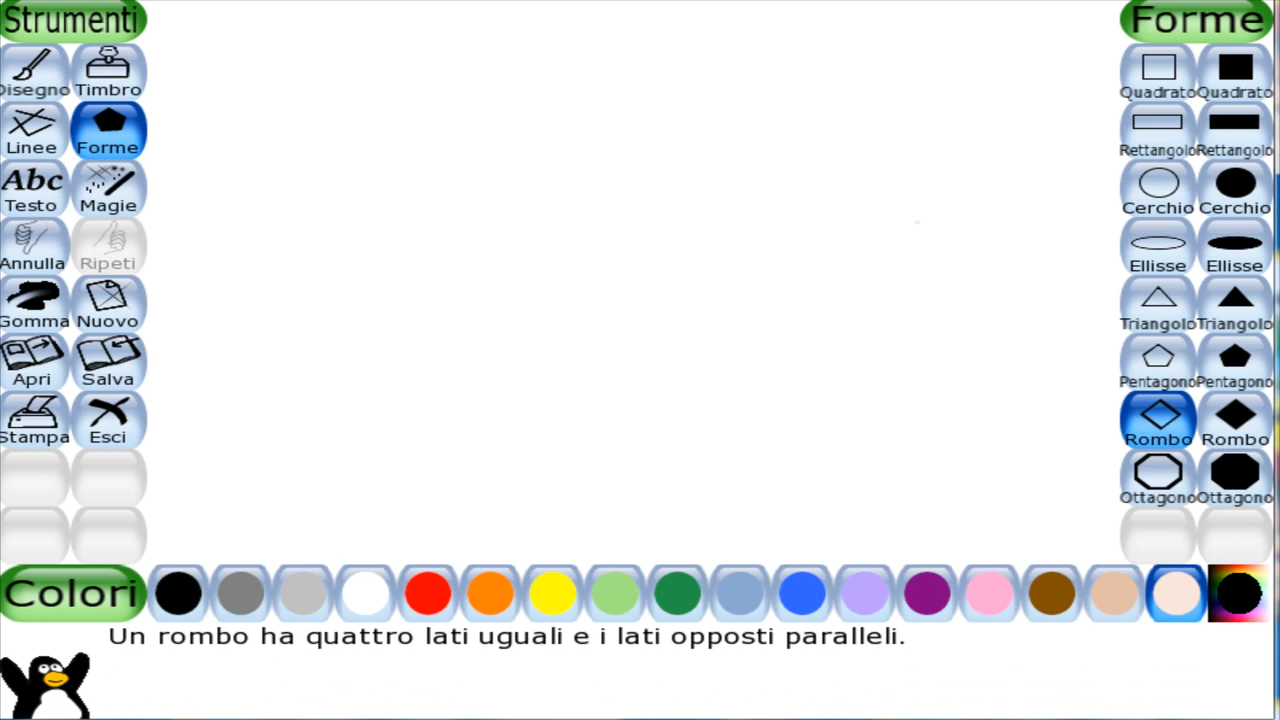 Strumenti
Forme
Disegno Timbro
Linee Forme
Abc
Testo Magie
Annulla Ripeti
Gomma Nuovo
Apri Salva
Stampa Esci
Quadrato Quadrato
Rettangolo Rettangolo
Cerchio Cerchio
Ellisse Ellisse
Triangolo Triangolo
Pentagono Pentagono
Rombo Rombo
Ottagono Ottagono
Colori
Un rombo ha quattro lati uguali e i lati opposti paralleli.